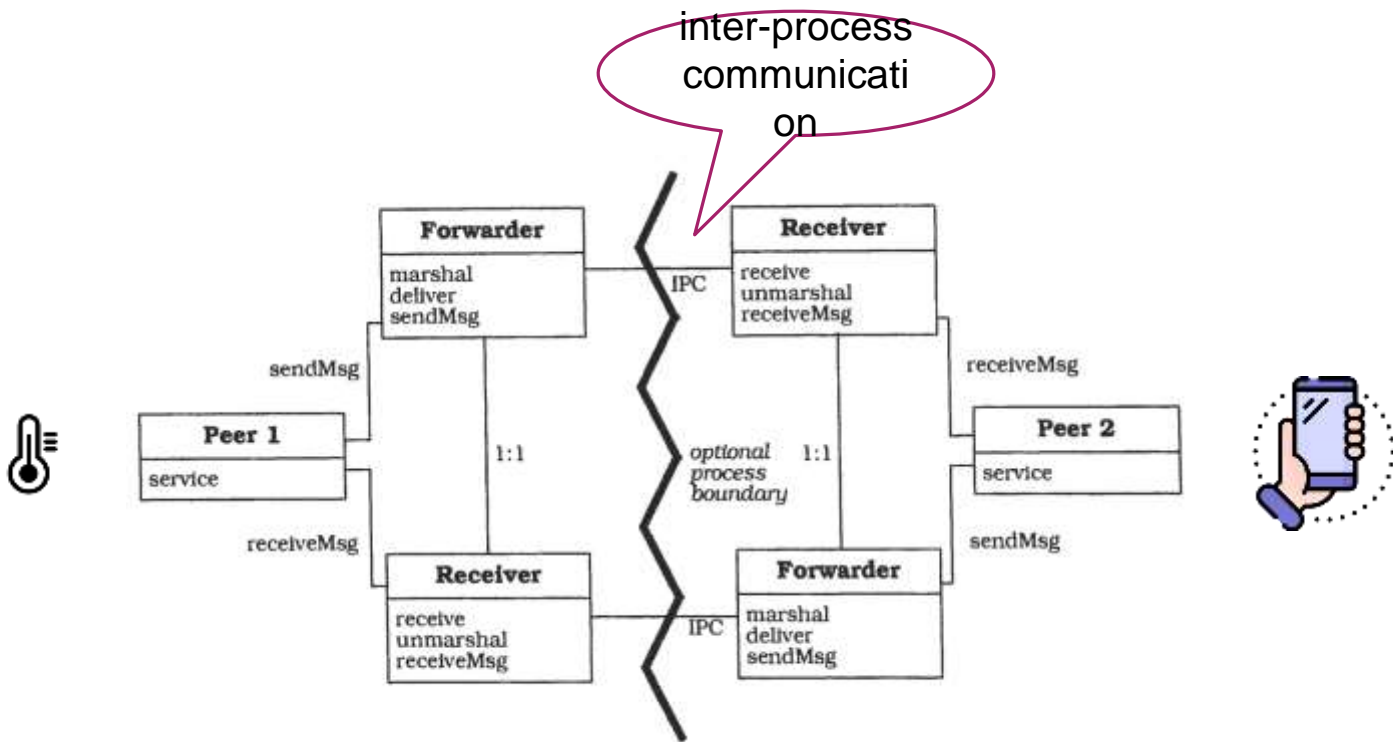 inter-process
communicati
on
Forwarder
marshal
deliver
sendMsg
Receiver
receive
unmarshal
receiveMsg
IPC
sendMsg
receiveMsg
Peer 1
service
1:1
optional
process
boundary
1:1
Peer 2
service
receiveMsg
sendMsg
Receiver
receive
unmarshal
receiveMsg
IPC
Forwarder
marshal
deliver
sendMsg